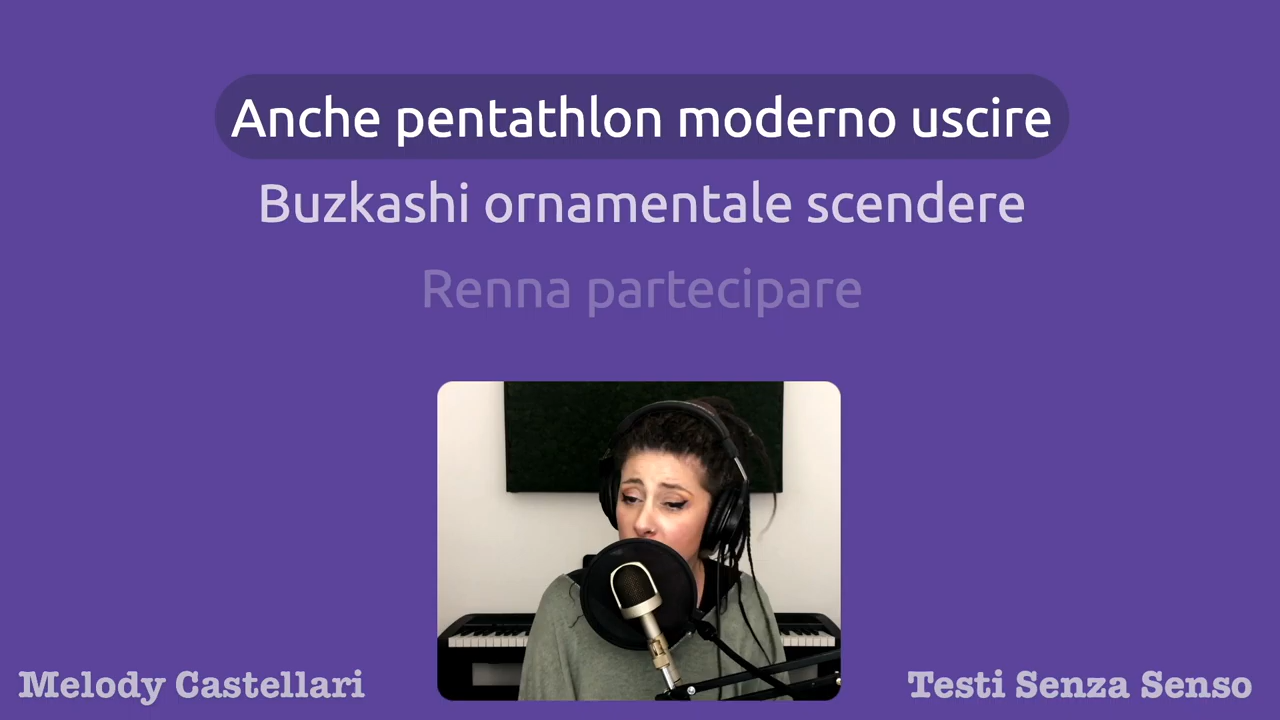 Anche pentathlon moderno uscire
Buzkashi ornamentale scendere
Renna partecipare
Melody Castellari
Testi Senza Senso